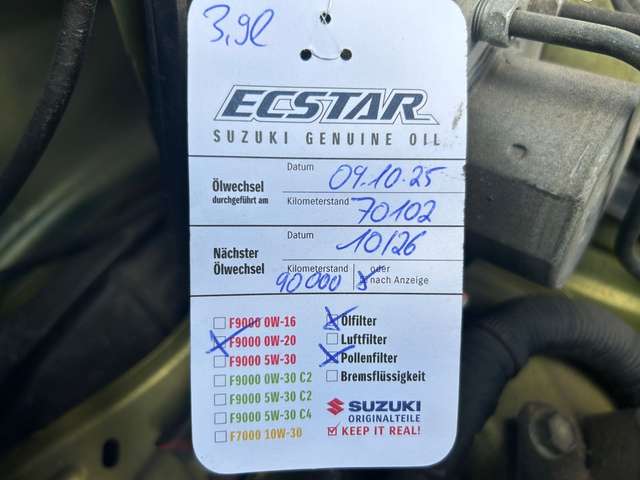 3,9l
ECSTAR
SUZUKI GENUINE OIL
Datum 09.10.25
Ölwechsel
durchgeführt am
Kilometerstand 70102
Datum 10/26
Nächster
Ölwechsel
Kilometerstand 90000 oder
nach Anzeige
F9000 0W-16 Ölfilter
F9000 0W-20 Luftfilter
F9000 5W-30 Pollenfilter
F9000 0W-30 C2 Bremsflüssigkeit
F9000 5W-30 C2
F9000 5W-30 C4
F7000 10W-30
SUZUKI
ORIGINALTEILE
KEEP IT REAL!